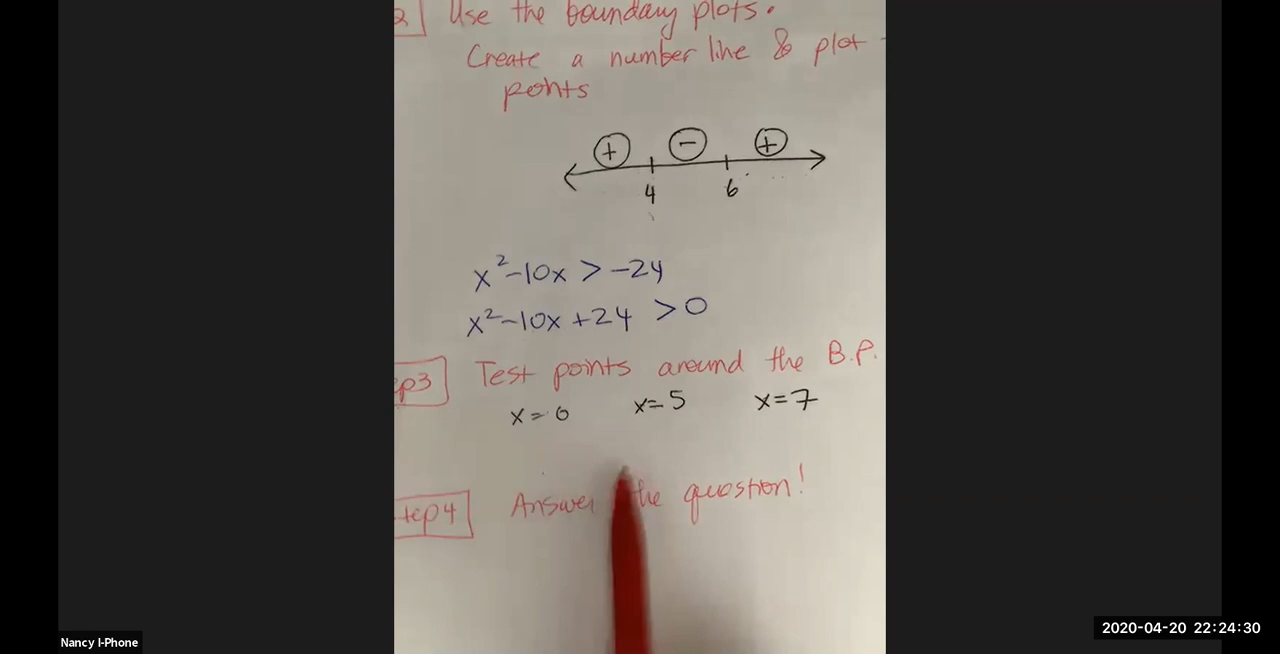 2 Use the boundary plots.
Create a number line & plot
points
+ - +
4 6
x²-10x > -24
x²-10x +24 > 0
ep3 Test points around the B.P.
x=0 x=5 x=7
tep4 Answer the question!
Nancy I-Phone
2020-04-20 22:24:30